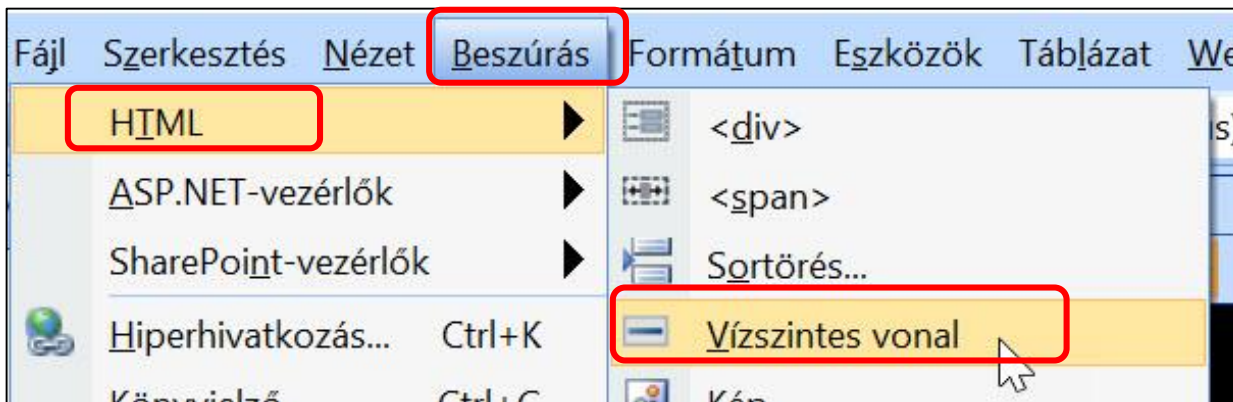 Fájl Szerkesztés Nézet Beszúrás Formátum Eszközök Táblázat
HTML
ASP.NET-vezérlők
SharePoint-vezérlők
Hiperhivatkozás... Ctrl+K
<div>
<span>
Sortörés...
Vízszintes vonal